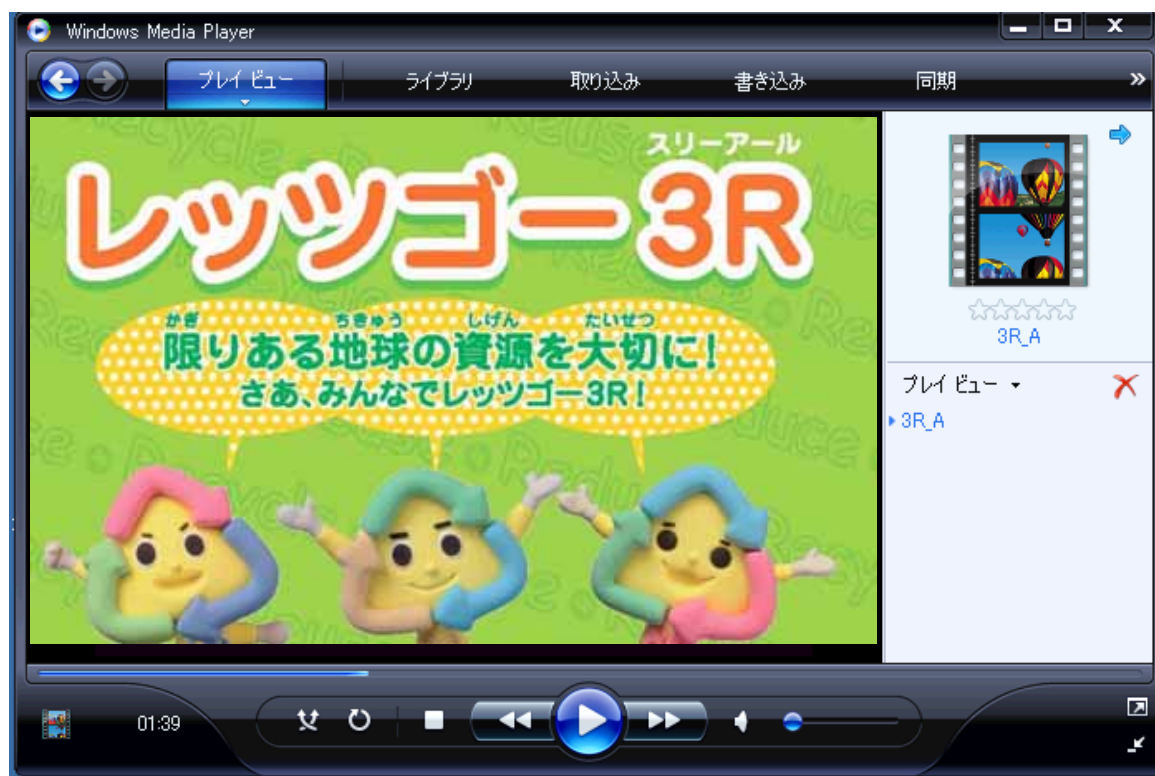 Windows Media Player
プレイ ビュー
ライブラリ
取り込み
書き込み
同期
スリーアール
レッツゴー3R
かぎ ちきゅう しげん たいせつ
限りある地球の資源を大切に!
さあ、みんなでレッツゴー3R!
Recycle Reuse Reduce
3R_A
プレイ ビュー
3R_A
01:39